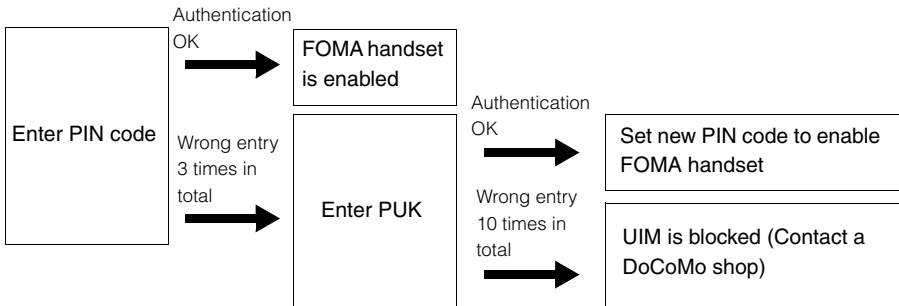 Authentication
OK
FOMA handset
is enabled
Enter PIN code
Wrong entry
3 times in
total
Enter PUK
Authentication
OK
Set new PIN code to enable
FOMA handset
Wrong entry
10 times in
total
UIM is blocked (Contact a
DoCoMo shop)